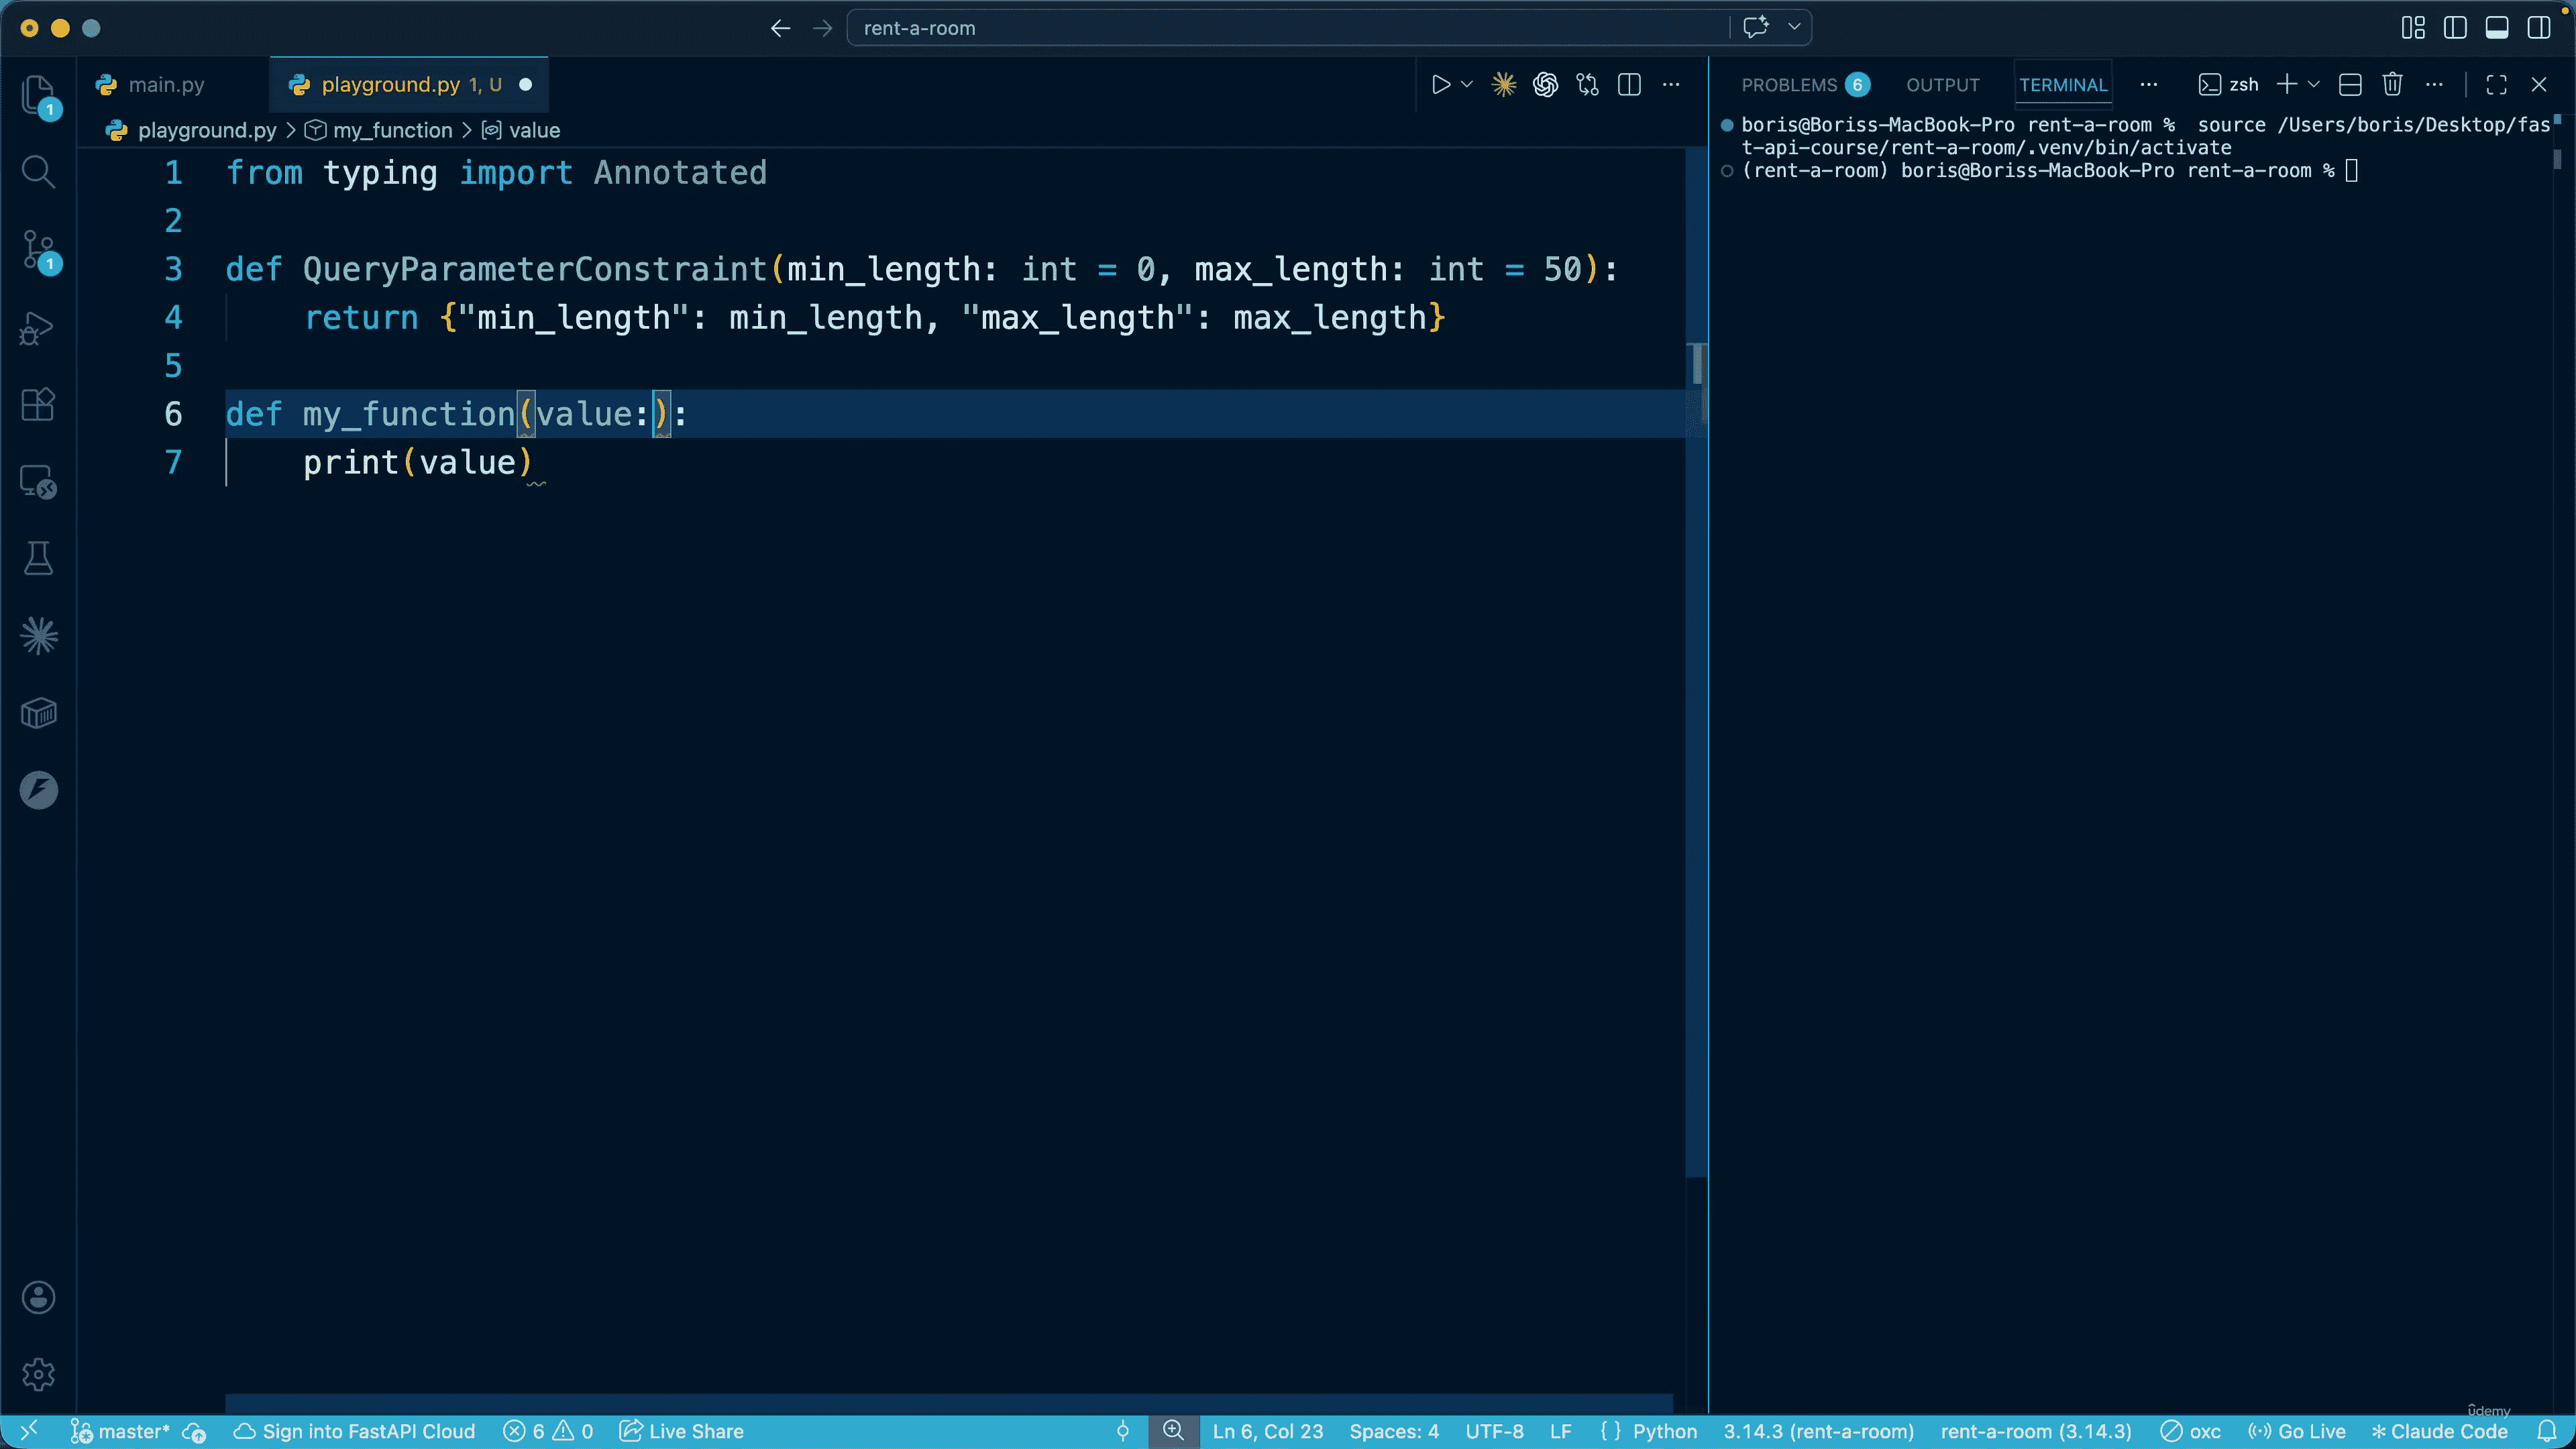 rent-a-room
main.py
playground.py 1, U
PROBLEMS 6
OUTPUT
TERMINAL
zsh
playground.py > my_function > value
1 from typing import Annotated
2
3 def QueryParameterConstraint(min_length: int = 0, max_length: int = 50):
4 return {"min_length": min_length, "max_length": max_length}
5
6 def my_function(value:):
7 print(value)
1
1
boris@Boriss-MacBook-Pro rent-a-room % source /Users/boris/Desktop/fas
t-api-course/rent-a-room/.venv/bin/activate
(rent-a-room) boris@Boriss-MacBook-Pro rent-a-room %
ûdemy
master* Sign into FastAPI Cloud 6 0 Live Share Ln 6, Col 23 Spaces: 4 UTF-8 LF { } Python 3.14.3 (rent-a-room) rent-a-room (3.14.3) oxc Go Live Claude Code